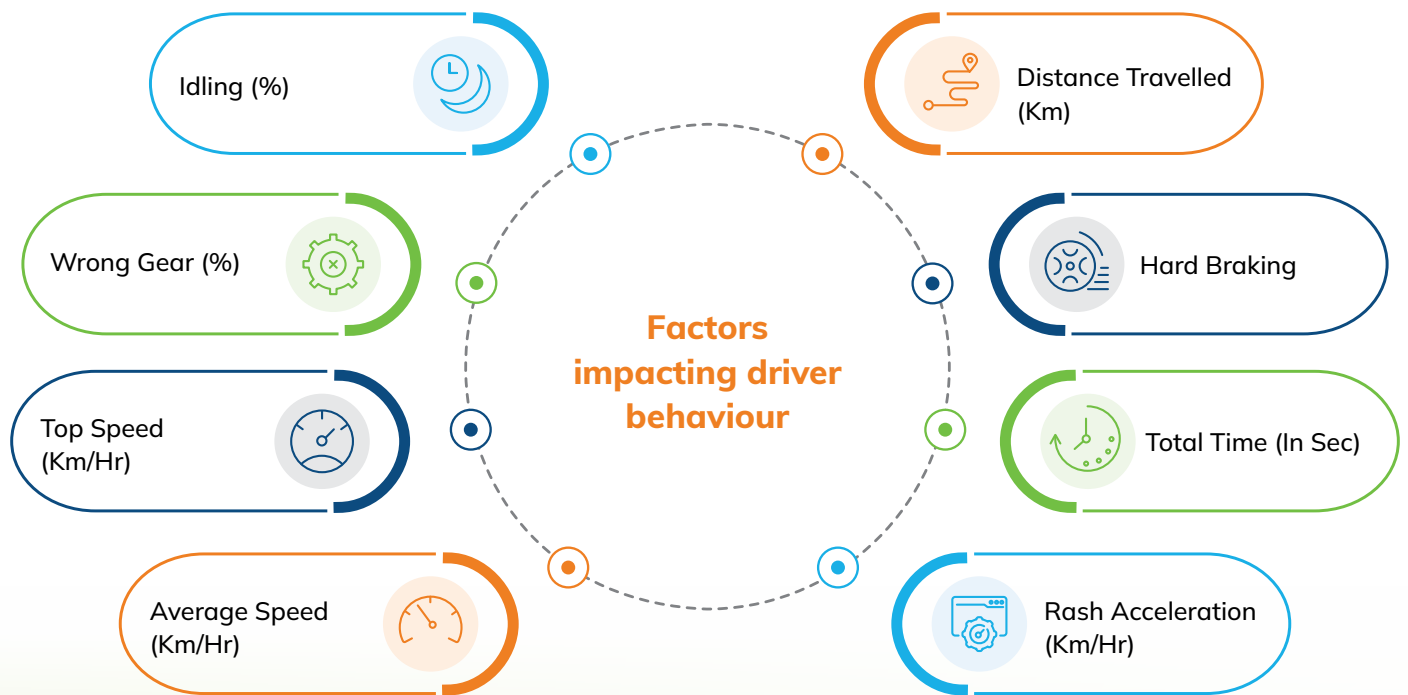 Idling (%)
Distance Travelled
(Km)
Wrong Gear (%)
Hard Braking
Factors
impacting driver
behaviour
Top Speed
(Km/Hr)
Total Time (In Sec)
Average Speed
(Km/Hr)
Rash Acceleration
(Km/Hr)